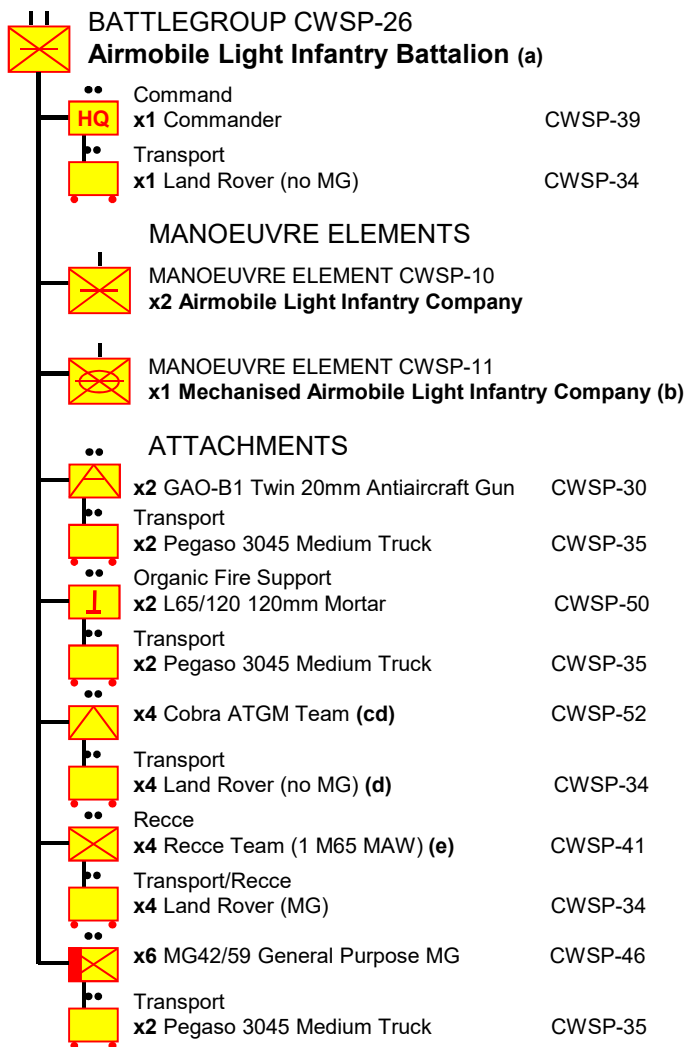 BATTLEGROUP CWSP-26
Airmobile Light Infantry Battalion (a)
Command
HQ x1 Commander CWSP-39
Transport
x1 Land Rover (no MG) CWSP-34
MANOEUVRE ELEMENTS
MANOEUVRE ELEMENT CWSP-10
x2 Airmobile Light Infantry Company
MANOEUVRE ELEMENT CWSP-11
x1 Mechanised Airmobile Light Infantry Company (b)
ATTACHMENTS
x2 GAO-B1 Twin 20mm Antiaircraft Gun CWSP-30
Transport
x2 Pegaso 3045 Medium Truck CWSP-35
Organic Fire Support
x2 L65/120 120mm Mortar CWSP-50
Transport
x2 Pegaso 3045 Medium Truck CWSP-35
x4 Cobra ATGM Team (cd) CWSP-52
Transport
x4 Land Rover (no MG) (d) CWSP-34
Recce
x4 Recce Team (1 M65 MAW) (e) CWSP-41
Transport/Recce
x4 Land Rover (MG) CWSP-34
x6 MG42/59 General Purpose MG CWSP-46
Transport
x2 Pegaso 3045 Medium Truck CWSP-35